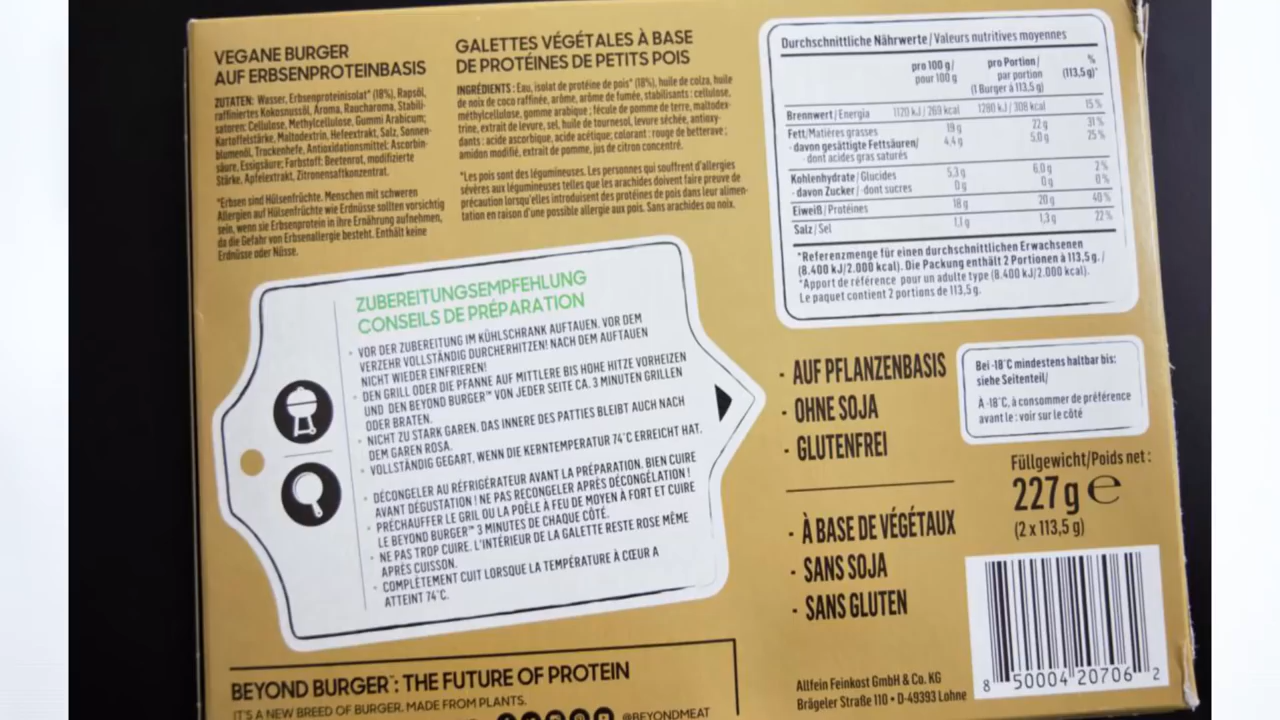 VEGANE BURGER
AUF ERBSENPROTEINBASIS
ZUTATEN: Wasser, Erbsenproteinisolat* (18%), Rapsöl,
raffiniertes Kokosnussöl, Aroma, Raucharoma, Stabili-
satoren: Cellulose, Methylcellulose, Gummi Arabicum;
Kartoffelstärke, Maltodextrin, Hefeextrakt, Salz, Sonnen-
blumenöl, Trockenhefe, Antioxidationsmittel: Ascorbin-
säure, Essigsäure; Farbstoff: Beetenrot, modifizierte
Stärke, Apfelextrakt, Zitronensaftkonzentrat.
*Erbsen sind Hülsenfrüchte. Menschen mit schweren
Allergien auf Hülsenfrüchte wie Erdnüsse sollten vorsichtig
sein, wenn sie Erbsenprotein in ihre Ernährung aufnehmen,
da die Gefahr von Erbsenallergie besteht. Enthält keine
Erdnüsse oder Nüsse.
GALETTES VÉGÉTALES À BASE
DE PROTÉINES DE PETITS POIS
INGRÉDIENTS : Eau, isolat de protéine de pois* (18%), huile de colza, huile
de noix de coco raffinée, arôme, arôme de fumée, stabilisants : cellulose,
méthylcellulose, gomme arabique ; fécule de pomme de terre, maltodex-
trine, extrait de levure, sel, huile de tournesol, levure séchée, antioxy-
dants : acide ascorbique, acide acétique; colorant : rouge de betterave ;
amidon modifié, extrait de pomme, jus de citron concentré.
*Les pois sont des légumineuses. Les personnes qui souffrent d'allergies
sévères aux légumineuses telles que les arachides doivent faire preuve de
précaution lorsqu'elles introduisent des protéines de pois dans leur alimen-
tation en raison d'une possible allergie aux pois. Sans arachides ou noix.
Durchschnittliche Nährwerte / Valeurs nutritives moyennes
pro 100 g/ pro Portion/ %
pour 100 g par portion (113,5 g)*
(1 Burger à 113,5 g)
Brennwert/Energia 1120 kJ / 269 kcal 1280 kJ / 308 kcal 15 %
Fett/Matières grasses 19 g 22 g 31 %
- davon gesättigte Fettsäuren/ 4,4 g 5,0 g 25 %
- dont acides gras saturés
Kohlenhydrate/Glucides 5,3 g 6,0 g 2 %
- davon Zucker/-dont sucres 0 g 0 g 0 %
Eiweiß/Protéines 18 g 20 g 40 %
Salz/Sel 1,1 g 1,3 g 22 %
*Referenzmenge für einen durchschnittlichen Erwachsenen
(8.400 kJ/2.000 kcal). Die Packung enthält 2 Portionen à 113,5 g. /
*Apport de référence pour un adulte type (8.400 kJ/2.000 kcal).
Le paquet contient 2 portions de 113,5 g.
ZUBEREITUNGSEMPFEHLUNG
CONSEILS DE PRÉPARATION
• VOR DER ZUBEREITUNG IM KÜHLSCHRANK AUFTAUEN. VOR DEM
VERZEHR VOLLSTÄNDIG DURCHERHITZEN! NACH DEM AUFTAUEN
NICHT WIEDER EINFRIEREN!
• DEN GRILL ODER DIE PFANNE AUF MITTLERE BIS HOHE HITZE VORHEIZEN
UND DEN BEYOND BURGER™ VON JEDER SEITE CA. 3 MINUTEN GRILLEN
ODER BRATEN.
• NICHT ZU STARK GAREN. DAS INNERE DES PATTIES BLEIBT AUCH NACH
DEM GAREN ROSA.
• VOLLSTÄNDIG GEGART, WENN DIE KERNTEMPERATUR 74°C ERREICHT HAT.
• DÉCONGELER AU RÉFRIGÉRATEUR AVANT LA PRÉPARATION. BIEN CUIRE
AVANT DÉGUSTATION ! NE PAS RECONGELER APRÈS DÉCONGÉLATION !
• PRÉCHAUFFER LE GRIL OU LA POÊLE À FEU DE MOYEN À FORT ET CUIRE
LE BEYOND BURGER™ 3 MINUTES DE CHAQUE CÔTÉ.
• NE PAS TROP CUIRE. L'INTÉRIEUR DE LA GALETTE RESTE ROSE MÊME
APRÈS CUISSON.
• COMPLÈTEMENT CUIT LORSQUE LA TEMPÉRATURE À CŒUR A
ATTEINT 74°C.
• AUF PFLANZENBASIS
• OHNE SOJA
• GLUTENFREI
• À BASE DE VÉGÉTAUX
• SANS SOJA
• SANS GLUTEN
Bei -18°C mindestens haltbar bis:
siehe Seitenteil/
À -18°C, à consommer de préférence
avant le : voir sur le côté
Füllgewicht/Poids net :
227 g ℮
(2 x 113,5 g)
8 50004 20706 2
Allfein Feinkost GmbH & Co. KG
Brägeler Straße 110 • D-49393 Lohne
BEYOND BURGER™: THE FUTURE OF PROTEIN
IT'S A NEW BREED OF BURGER. MADE FROM PLANTS.
@BEYONDMEAT